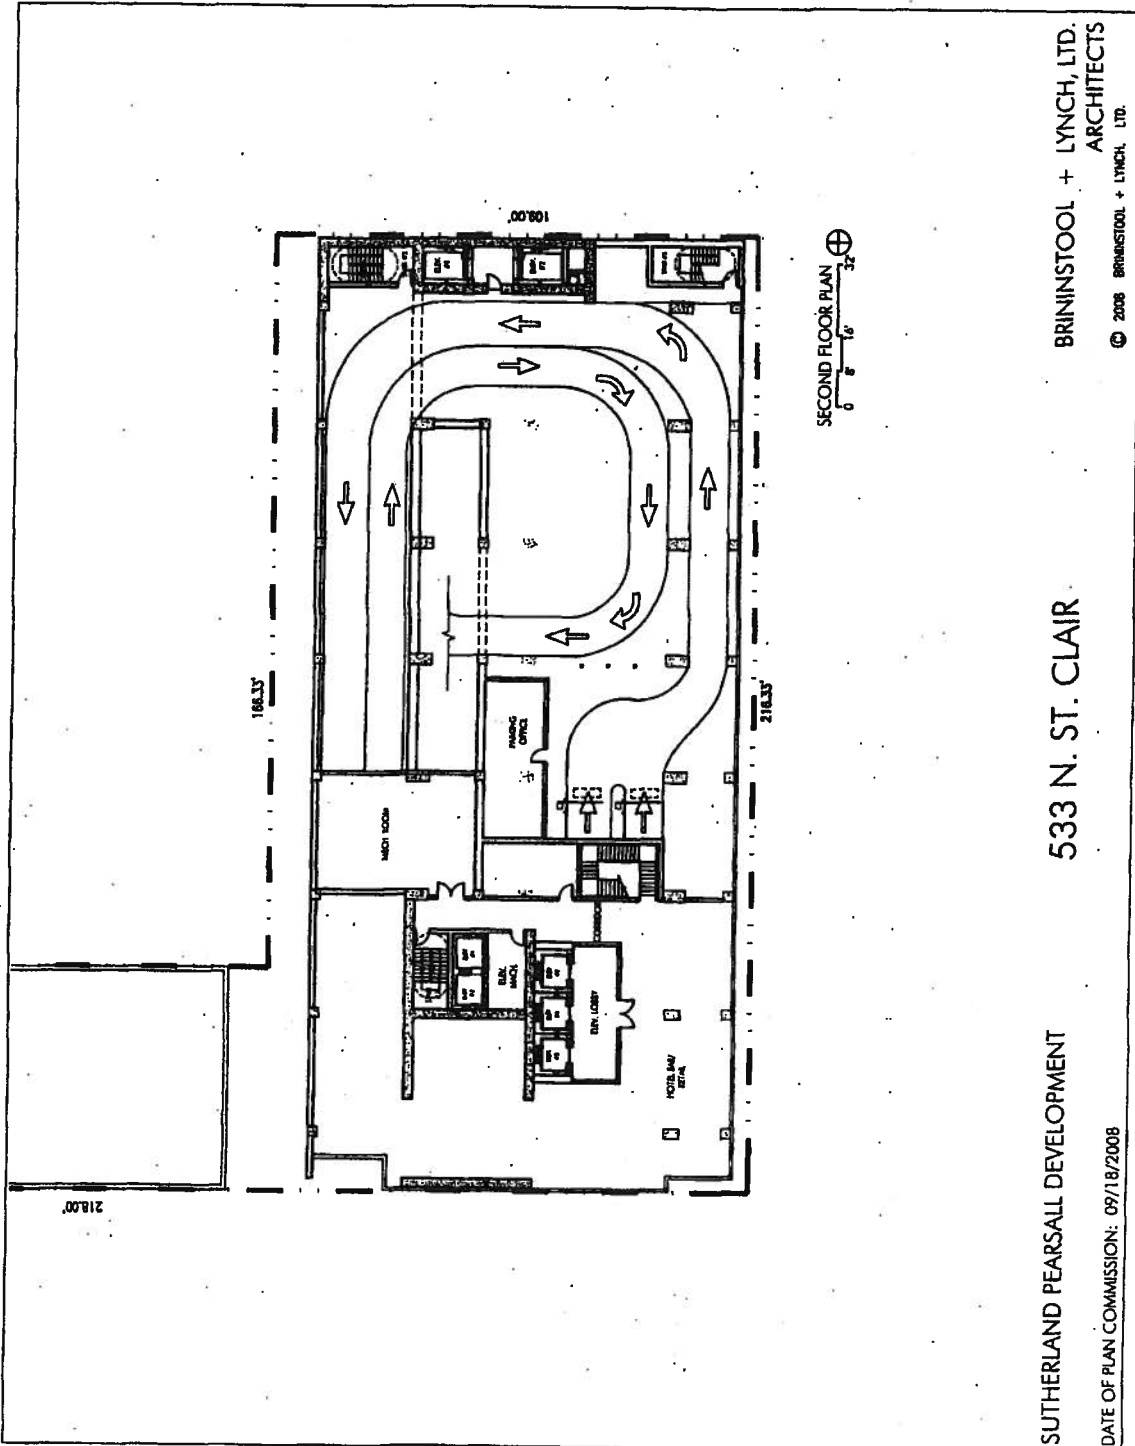 218.00'
166.33'
109.00'
216.33'
MECH ROOM
PARKING
OFFICE
ELEV.
MACH.
ELEV. LOBBY
HOTEL BAR/
RETAIL
ELEV.
SECOND FLOOR PLAN
0 8' 16' 32'
SUTHERLAND PEARSALL DEVELOPMENT
533 N. ST. CLAIR
BRININSTOOL + LYNCH, LTD.
ARCHITECTS
© 2008 BRININSTOOL + LYNCH, LTD.
DATE OF PLAN COMMISSION: 09/18/2008